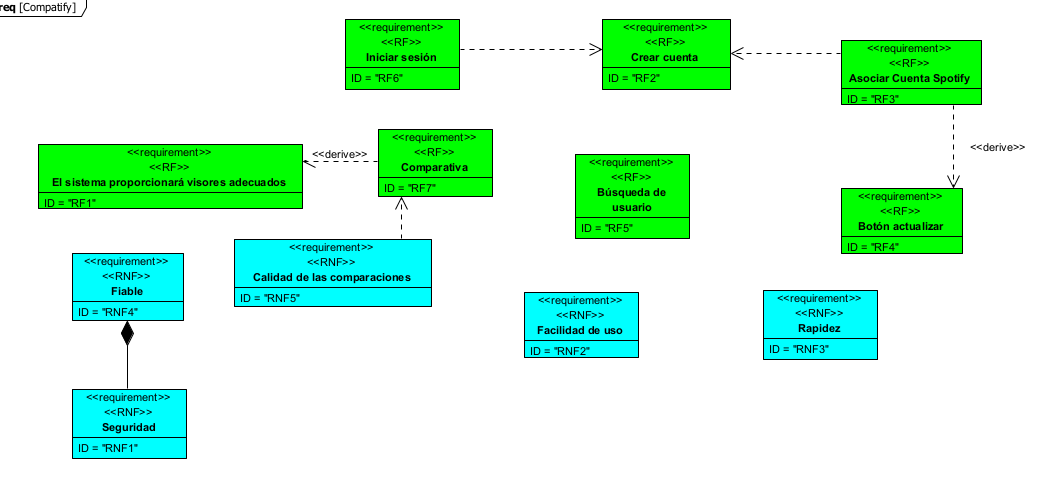 req [Compatify]
<<requirement>>
<<RF>>
Iniciar sesión
ID = "RF6"
<<requirement>>
<<RF>>
Crear cuenta
ID = "RF2"
<<requirement>>
<<RF>>
Asociar Cuenta Spotify
ID = "RF3"
<<requirement>>
<<RF>>
El sistema proporcionará visores adecuados
ID = "RF1"
<<derive>>
<<requirement>>
<<RF>>
Comparativa
ID = "RF7"
<<requirement>>
<<RF>>
Búsqueda de
usuario
ID = "RF5"
<<derive>>
<<requirement>>
<<RF>>
Botón actualizar
ID = "RF4"
<<requirement>>
<<RNF>>
Fiable
ID = "RNF4"
<<requirement>>
<<RNF>>
Calidad de las comparaciones
ID = "RNF5"
<<requirement>>
<<RNF>>
Facilidad de uso
ID = "RNF2"
<<requirement>>
<<RNF>>
Rapidez
ID = "RNF3"
<<requirement>>
<<RNF>>
Seguridad
ID = "RNF1"